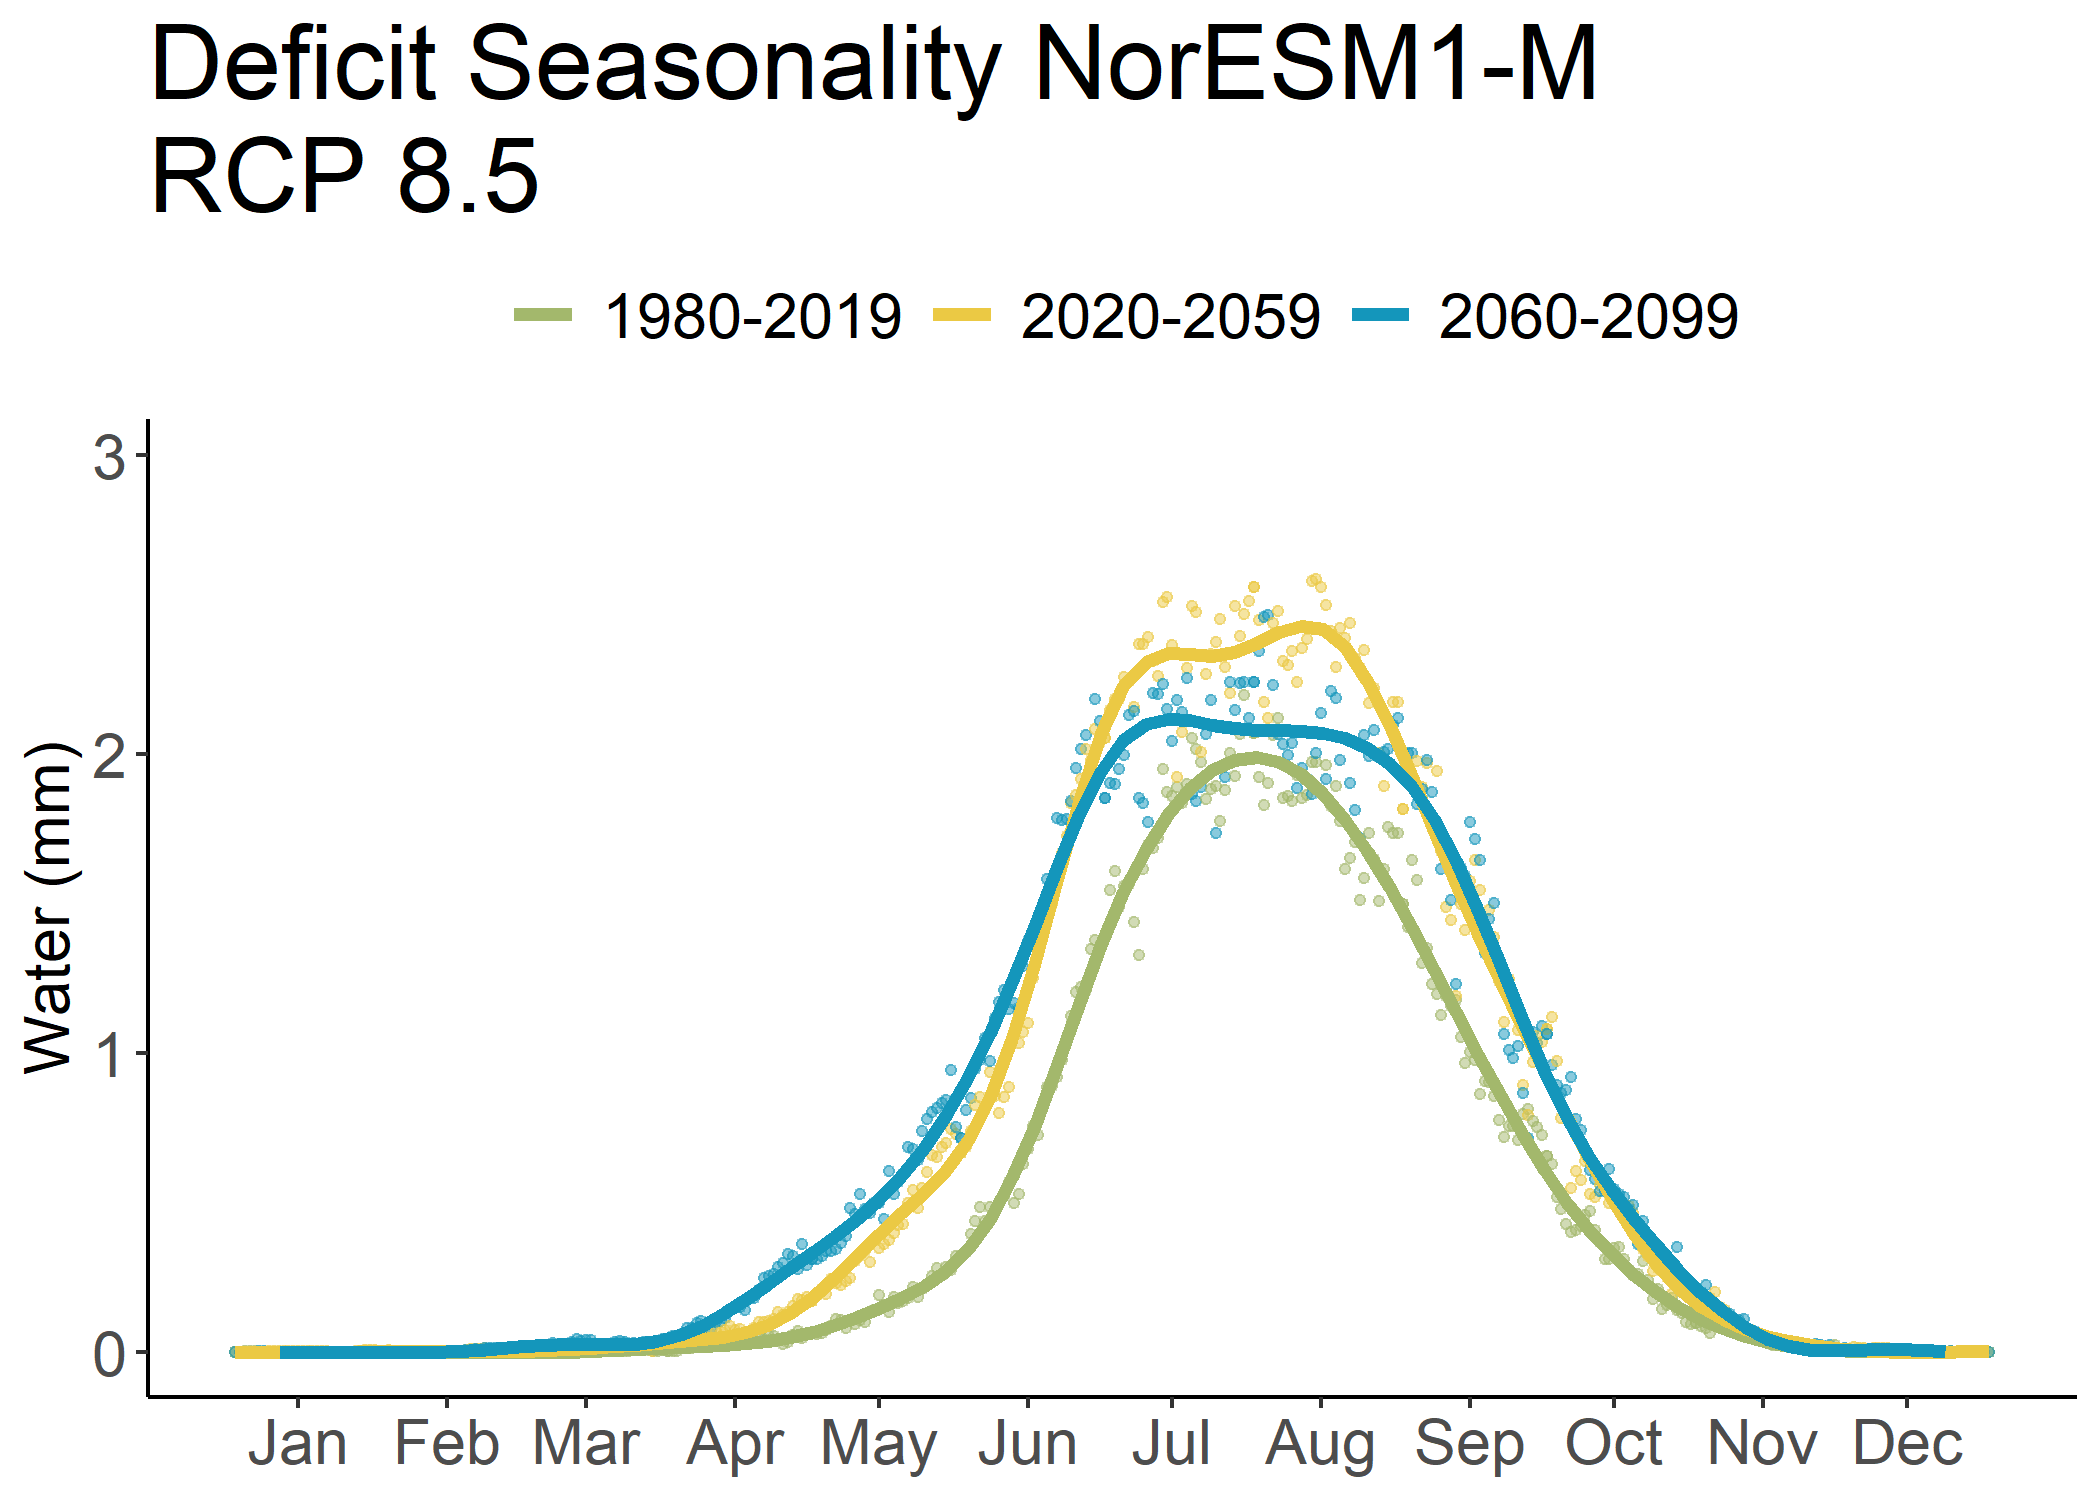 Deficit Seasonality NorESM1-M
RCP 8.5
1980-2019 2020-2059 2060-2099
3
2
1
0
Water (mm)
Jan Feb Mar Apr May Jun Jul Aug Sep Oct Nov Dec